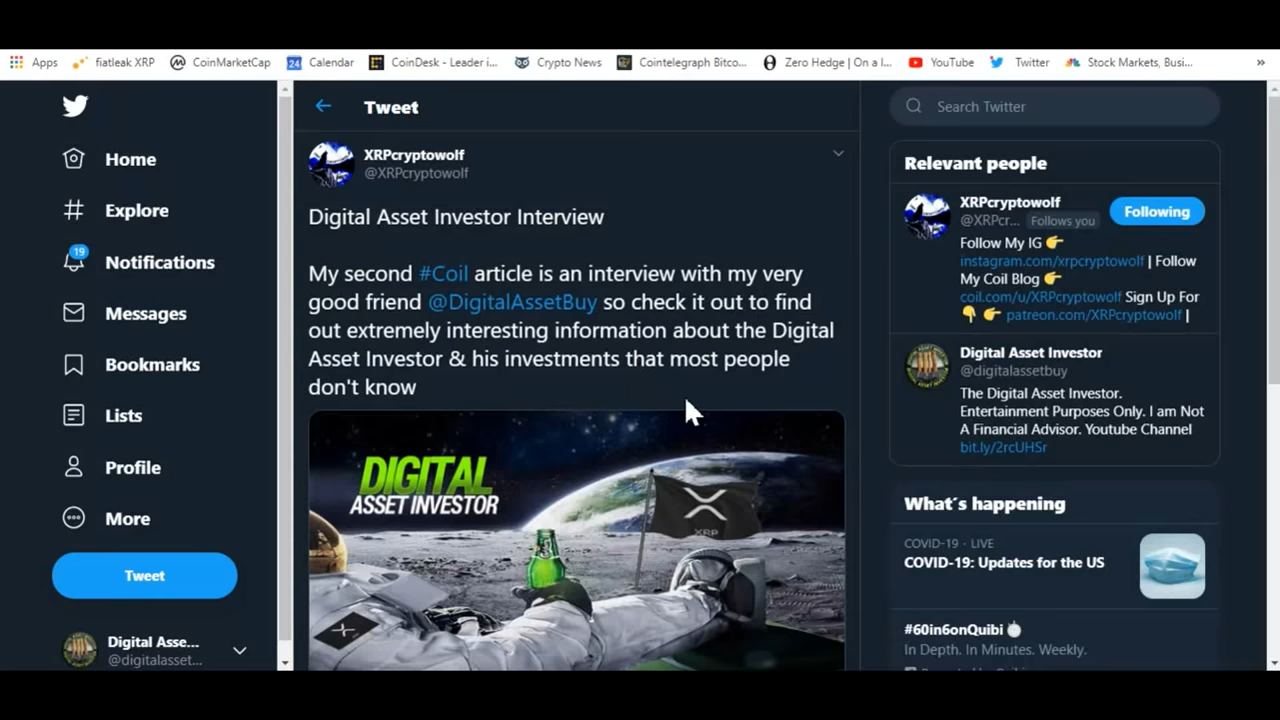 Apps
fiatleak XRP
CoinMarketCap
24
Calendar
CoinDesk - Leader i...
Crypto News
Cointelegraph Bitco...
Zero Hedge | On a l...
YouTube
Twitter
Stock Markets, Busi...
»
Home
Explore
19
Notifications
Messages
Bookmarks
Lists
Profile
More
Tweet
Digital Asse...
@digitalasset...
Tweet
XRPcryptowolf
@XRPcryptowolf
Digital Asset Investor Interview
My second #Coil article is an interview with my very
good friend @DigitalAssetBuy so check it out to find
out extremely interesting information about the Digital
Asset Investor & his investments that most people
don't know
DIGITAL
ASSET INVESTOR
XRP
Search Twitter
Relevant people
XRPcryptowolf
@XRPcr... Follows you
Following
Follow My IG 👉
instagram.com/xrpcryptowolf | Follow
My Coil Blog 👉
coil.com/u/XRPcryptowolf Sign Up For
👇 👉 patreon.com/XRPcryptowolf |
Digital Asset Investor
@digitalassetbuy
The Digital Asset Investor.
Entertainment Purposes Only. I am Not
A Financial Advisor. Youtube Channel
bit.ly/2rcUHSr
What's happening
COVID-19 · LIVE
COVID-19: Updates for the US
#60in6onQuibi
In Depth. In Minutes. Weekly.